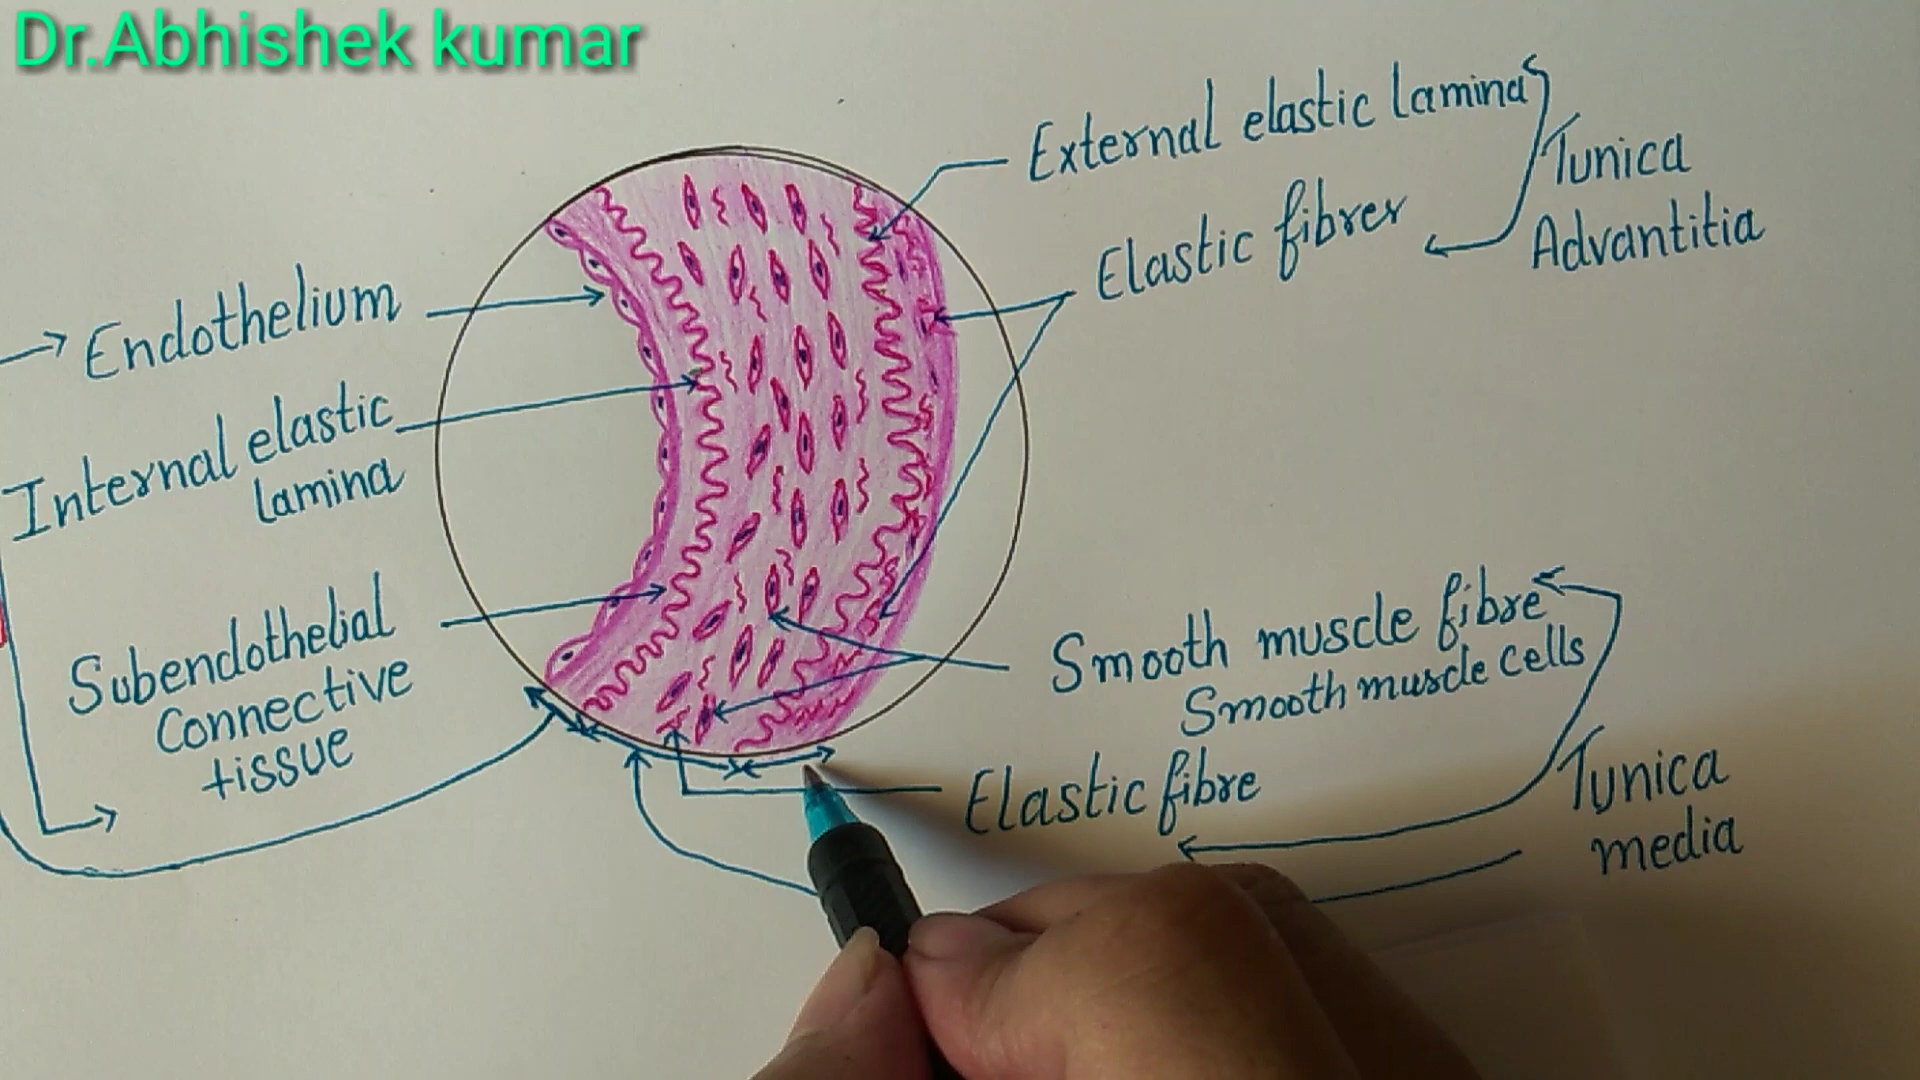 Dr.Abhishek kumar
External elastic lamina
Tunica
Advantitia
Elastic fibrer
Endothelium
Internal elastic
lamina
Subendothelial
Connective
tissue
Smooth muscle fibre
Smooth muscle cells
Elastic fibre
Tunica
media